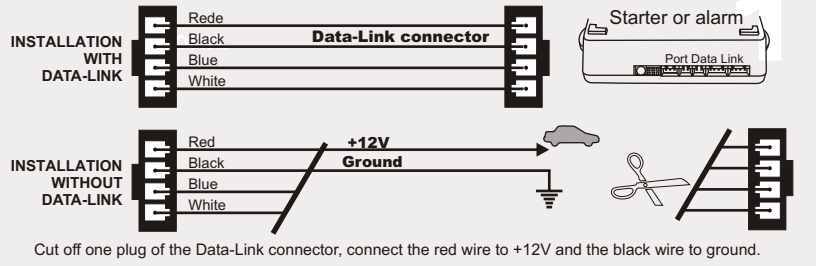 Rede
Black
Blue
White
INSTALLATION
WITH
DATA-LINK
Data-Link connector
Starter or alarm
Port Data Link
INSTALLATION
WITHOUT
DATA-LINK
Red
Black
Blue
White
+12V
Ground
Cut off one plug of the Data-Link connector, connect the red wire to +12V and the black wire to ground.